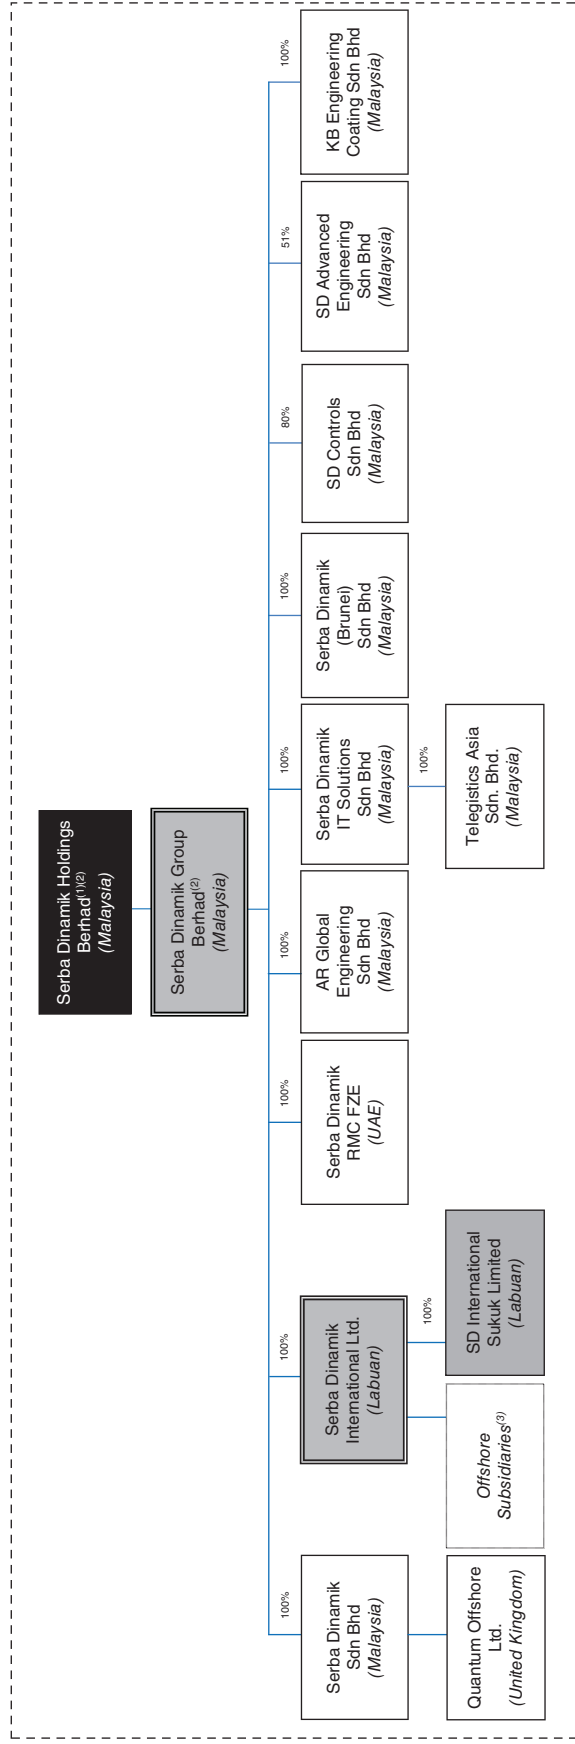 Serba Dinamik Holdings
Berhad(1)(2)
(Malaysia)
Serba Dinamik Group
Berhad(2)
(Malaysia)
100%
100%
100%
100%
100%
100%
80%
51%
100%
Serba Dinamik
Sdn Bhd
(Malaysia)
Serba Dinamik
International Ltd.
(Labuan)
Serba Dinamik
RMC FZE
(UAE)
AR Global
Engineering
Sdn Bhd
(Malaysia)
Serba Dinamik
IT Solutions
Sdn Bhd
(Malaysia)
Serba Dinamik
(Brunei)
Sdn Bhd
(Malaysia)
SD Controls
Sdn Bhd
(Malaysia)
SD Advanced
Engineering
Sdn Bhd
(Malaysia)
KB Engineering
Coating Sdn Bhd
(Malaysia)
100%
100%
Quantum Offshore
Ltd.
(United Kingdom)
Offshore
Subsidiaries(3)
SD International
Sukuk Limited
(Labuan)
Telegistics Asia
Sdn. Bhd.
(Malaysia)